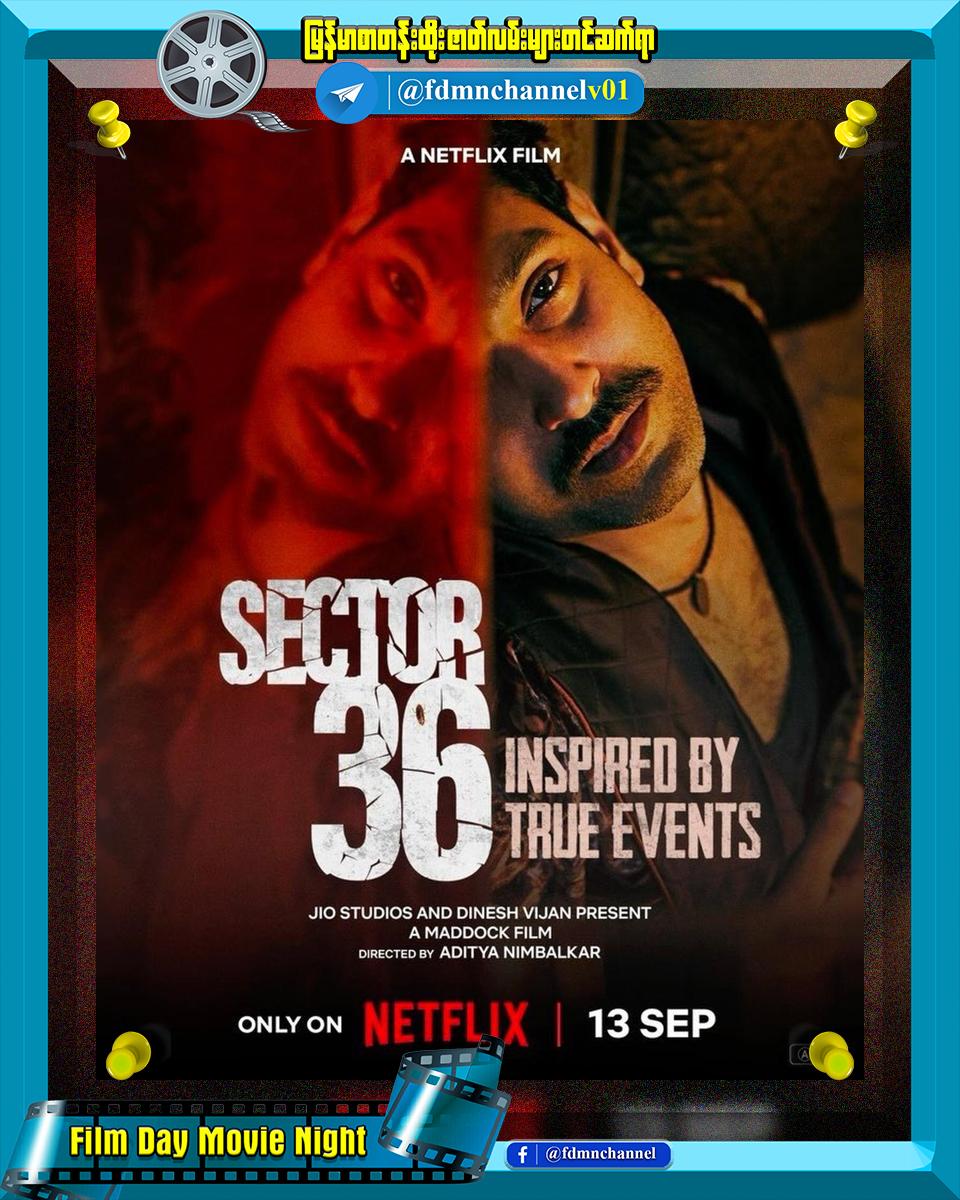 မြန်မာစာတန်းထိုးဇာတ်လမ်းများတင်ဆက်ရာ
@fdmnchannelv01
A NETFLIX FILM
SECTOR
36
INSPIRED BY
TRUE EVENTS
JIO STUDIOS AND DINESH VIJAN PRESENT
A MADDOCK FILM
DIRECTED BY ADITYA NIMBALKAR
ONLY ON NETFLIX | 13 SEP
Film Day Movie Night
f | @fdmnchannel